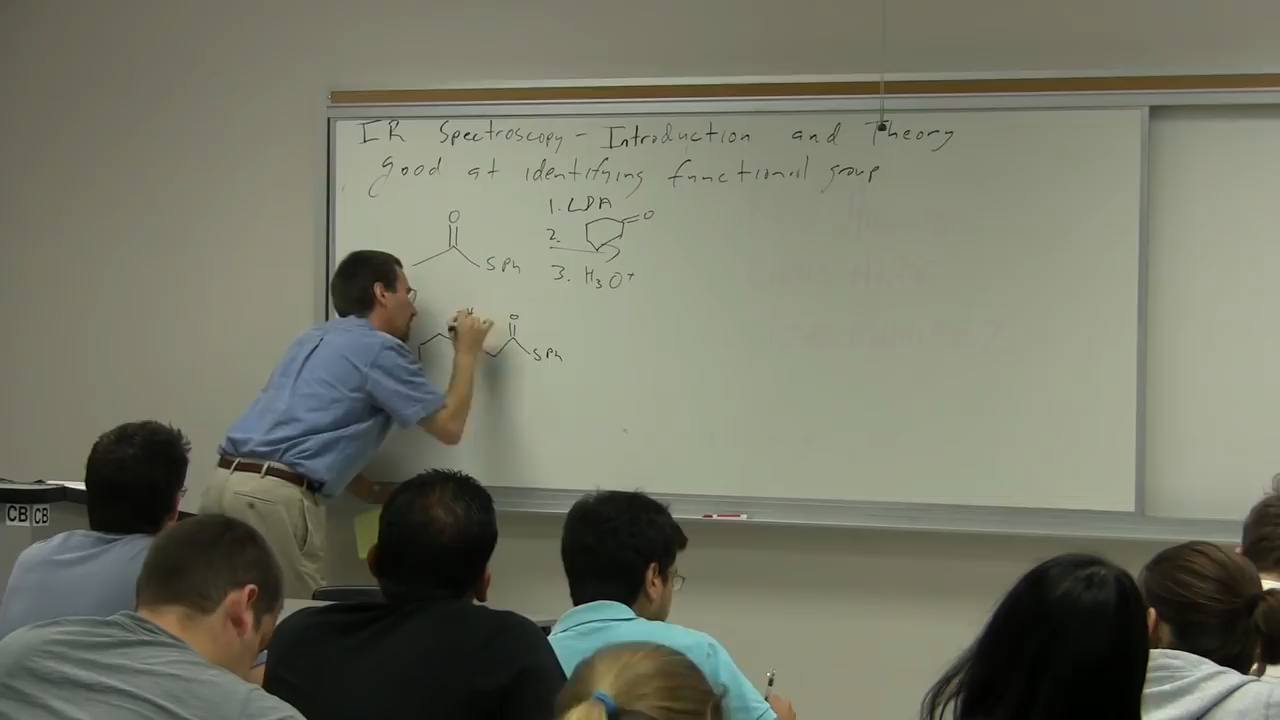 IR Spectroscopy - Introduction and Theory
good at identifying functional group
1. LDA
O
2.
O
SPh
3. H₃O⁺
O
SPh
CB CB